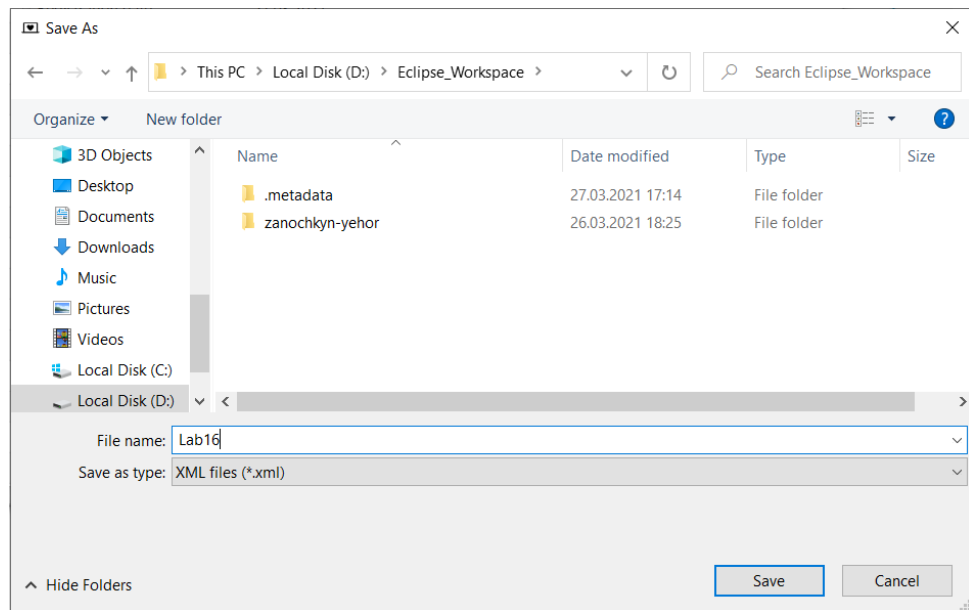 Save As
This PC > Local Disk (D:) > Eclipse_Workspace >
Search Eclipse_Workspace
Organize
New folder
3D Objects
Desktop
Documents
Downloads
Music
Pictures
Videos
Local Disk (C:)
Local Disk (D:)
Name Date modified Type Size
.metadata 27.03.2021 17:14 File folder
zanochkyn-yehor 26.03.2021 18:25 File folder
File name: Lab16
Save as type: XML files (*.xml)
Hide Folders
Save
Cancel